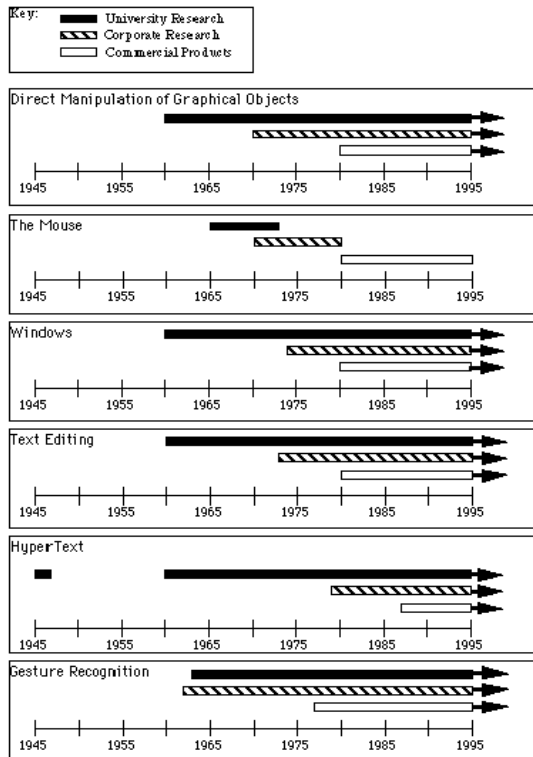 Key:
University Research
Corporate Research
Commercial Products
Direct Manipulation of Graphical Objects
1945 1955 1965 1975 1985 1995
The Mouse
1945 1955 1965 1975 1985 1995
Windows
1945 1955 1965 1975 1985 1995
Text Editing
1945 1955 1965 1975 1985 1995
HyperText
1945 1955 1965 1975 1985 1995
Gesture Recognition
1945 1955 1965 1975 1985 1995